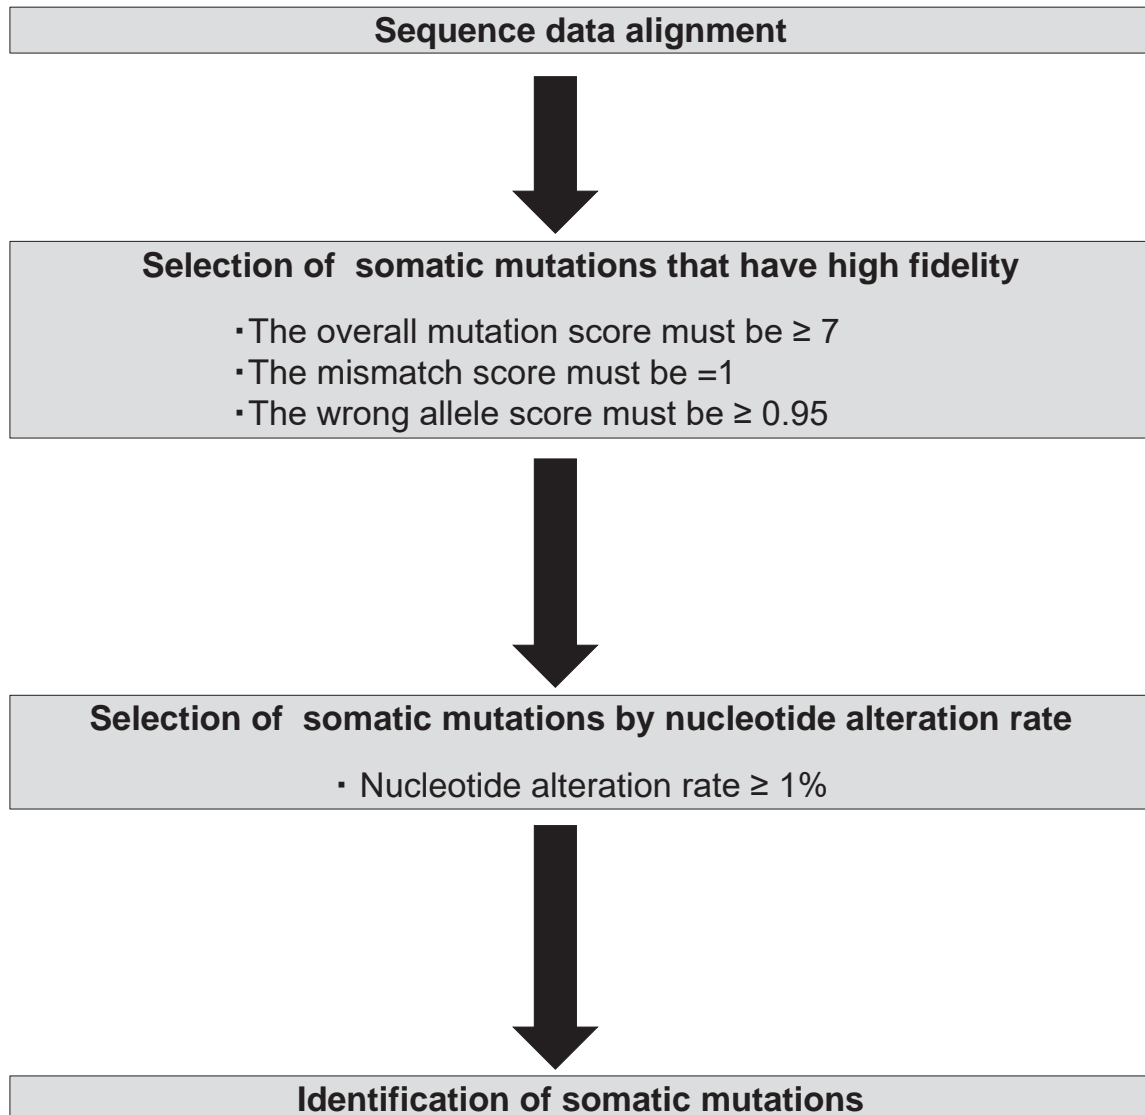 Sequence data alignment
Selection of  somatic mutations that have high fidelity
・The overall mutation score must be ≥ 7
・The mismatch score must be =1
・The wrong allele score must be ≥ 0.95
Selection of  somatic mutations by nucleotide alteration rate
・ Nucleotide alteration rate ≥ 1%
Identification of somatic mutations